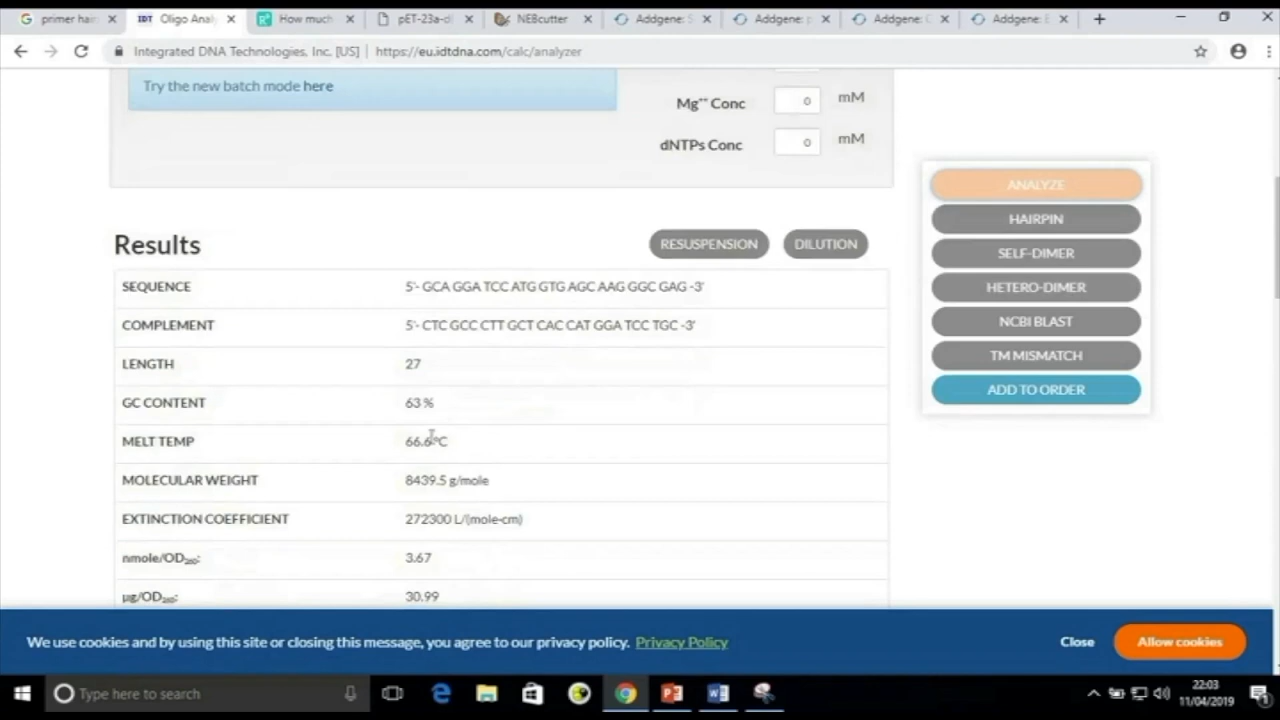 primer hair
IDT Oligo Anal
How much
pET-23a-d(
NEBcutter
Addgene: S
Addgene: p
Addgene: C
Addgene: E
Integrated DNA Technologies, Inc. [US] | https://eu.idtdna.com/calc/analyzer
Try the new batch mode here
Mg++ Conc 0 mM
dNTPs Conc 0 mM
ANALYZE
HAIRPIN
SELF-DIMER
HETERO-DIMER
NCBI BLAST
TM MISMATCH
ADD TO ORDER
Results
RESUSPENSION
DILUTION
SEQUENCE 5'- GCA GGA TCC ATG GTG AGC AAG GGC GAG -3'
COMPLEMENT 5'- CTC GCC CTT GCT CAC CAT GGA TCC TGC -3'
LENGTH 27
GC CONTENT 63 %
MELT TEMP 66.6 ºC
MOLECULAR WEIGHT 8439.5 g/mole
EXTINCTION COEFFICIENT 272300 L/(mole·cm)
nmole/OD260: 3.67
µg/OD260: 30.99
We use cookies and by using this site or closing this message, you agree to our privacy policy. Privacy Policy
Close
Allow cookies
Type here to search
22:03
11/04/2019